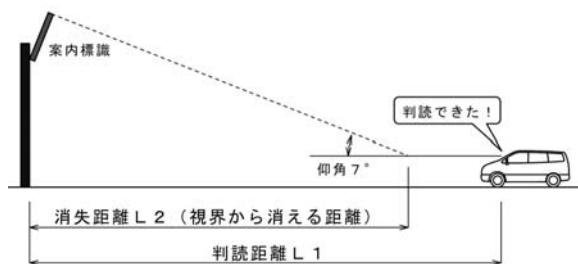 案内標識
判読できた！
仰角７°
消失距離Ｌ２（視界から消える距離）
判読距離Ｌ１